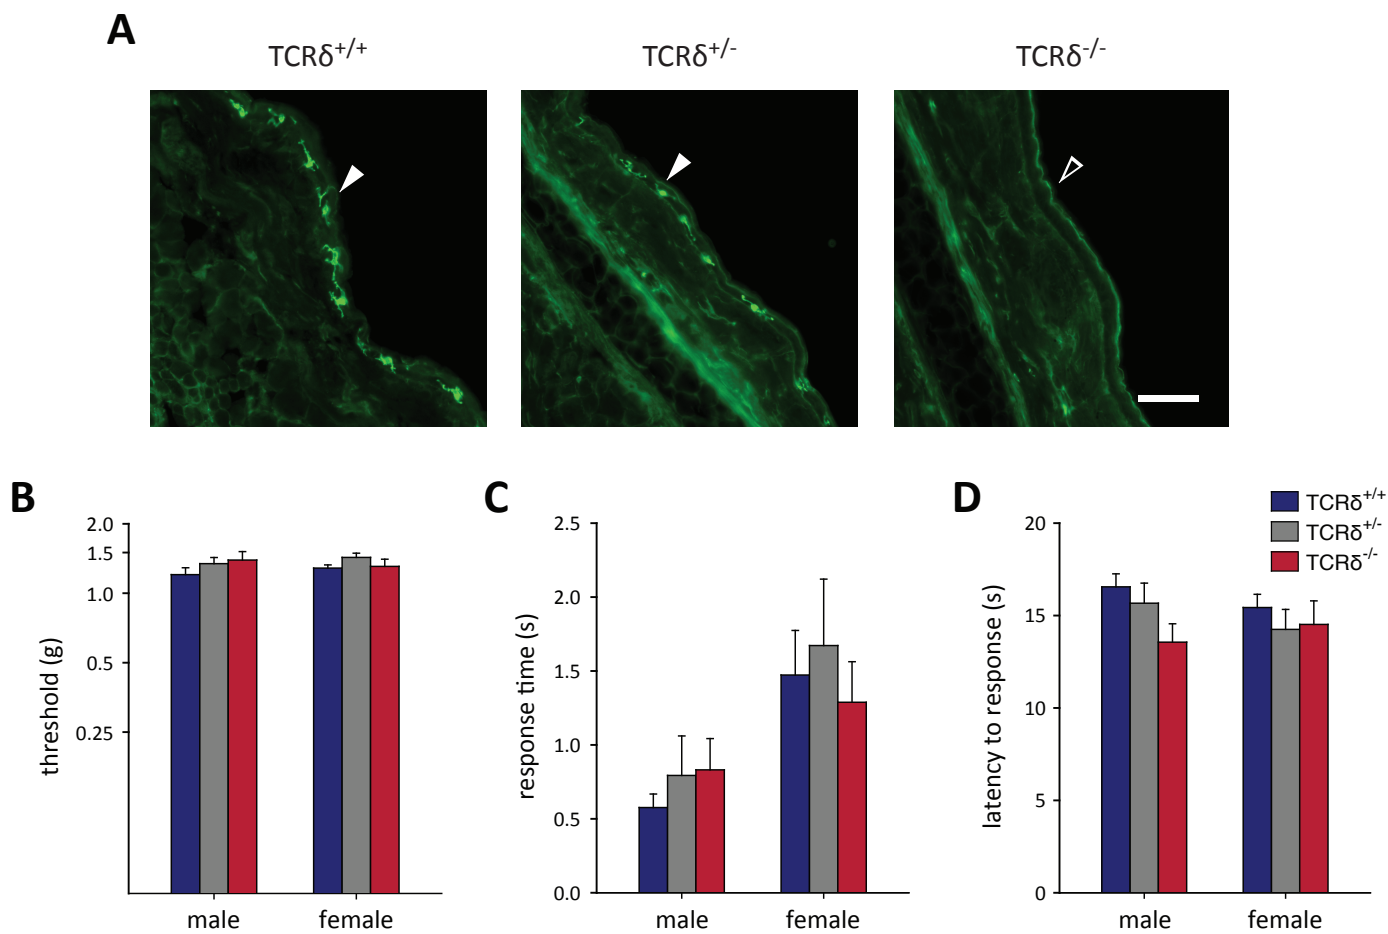 A
TCRδ+/+
TCRδ+/-
TCRδ-/-
B
threshold (g)
2.0
1.5
1.0
0.5
0.25
male
female
C
response time (s)
2.5
2.0
1.5
1.0
0.5
0.0
male
female
D
latency to response (s)
20
15
10
5
0
male
female
TCRδ+/+
TCRδ+/-
TCRδ-/-